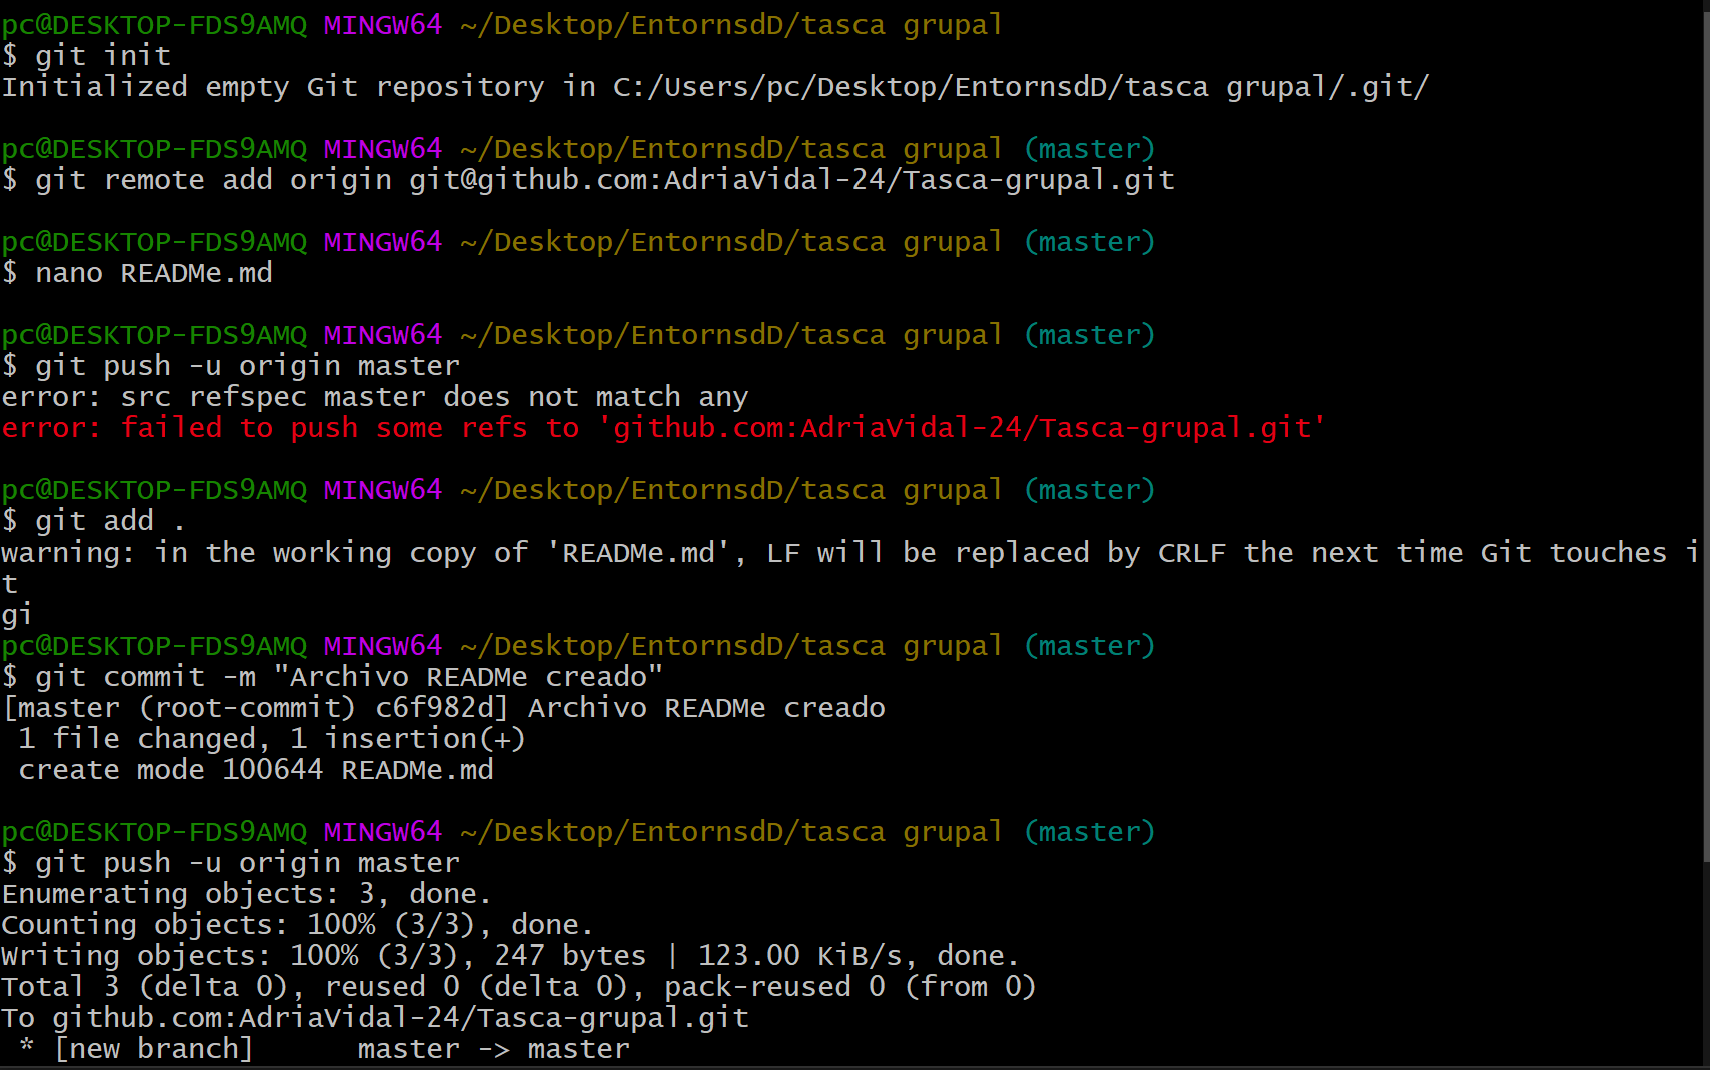 pc@DESKTOP-FDS9AMQ MINGW64 ~/Desktop/EntornsdD/tasca grupal
$ git init
Initialized empty Git repository in C:/Users/pc/Desktop/EntornsdD/tasca grupal/.git/
pc@DESKTOP-FDS9AMQ MINGW64 ~/Desktop/EntornsdD/tasca grupal (master)
$ git remote add origin git@github.com:AdriaVidal-24/Tasca-grupal.git
pc@DESKTOP-FDS9AMQ MINGW64 ~/Desktop/EntornsdD/tasca grupal (master)
$ nano READMe.md
pc@DESKTOP-FDS9AMQ MINGW64 ~/Desktop/EntornsdD/tasca grupal (master)
$ git push -u origin master
error: src refspec master does not match any
error: failed to push some refs to 'github.com:AdriaVidal-24/Tasca-grupal.git'
pc@DESKTOP-FDS9AMQ MINGW64 ~/Desktop/EntornsdD/tasca grupal (master)
$ git add .
warning: in the working copy of 'READMe.md', LF will be replaced by CRLF the next time Git touches i
t
gi
pc@DESKTOP-FDS9AMQ MINGW64 ~/Desktop/EntornsdD/tasca grupal (master)
$ git commit -m "Archivo READMe creado"
[master (root-commit) c6f982d] Archivo READMe creado
 1 file changed, 1 insertion(+)
 create mode 100644 READMe.md
pc@DESKTOP-FDS9AMQ MINGW64 ~/Desktop/EntornsdD/tasca grupal (master)
$ git push -u origin master
Enumerating objects: 3, done.
Counting objects: 100% (3/3), done.
Writing objects: 100% (3/3), 247 bytes | 123.00 KiB/s, done.
Total 3 (delta 0), reused 0 (delta 0), pack-reused 0 (from 0)
To github.com:AdriaVidal-24/Tasca-grupal.git
 * [new branch]      master -> master